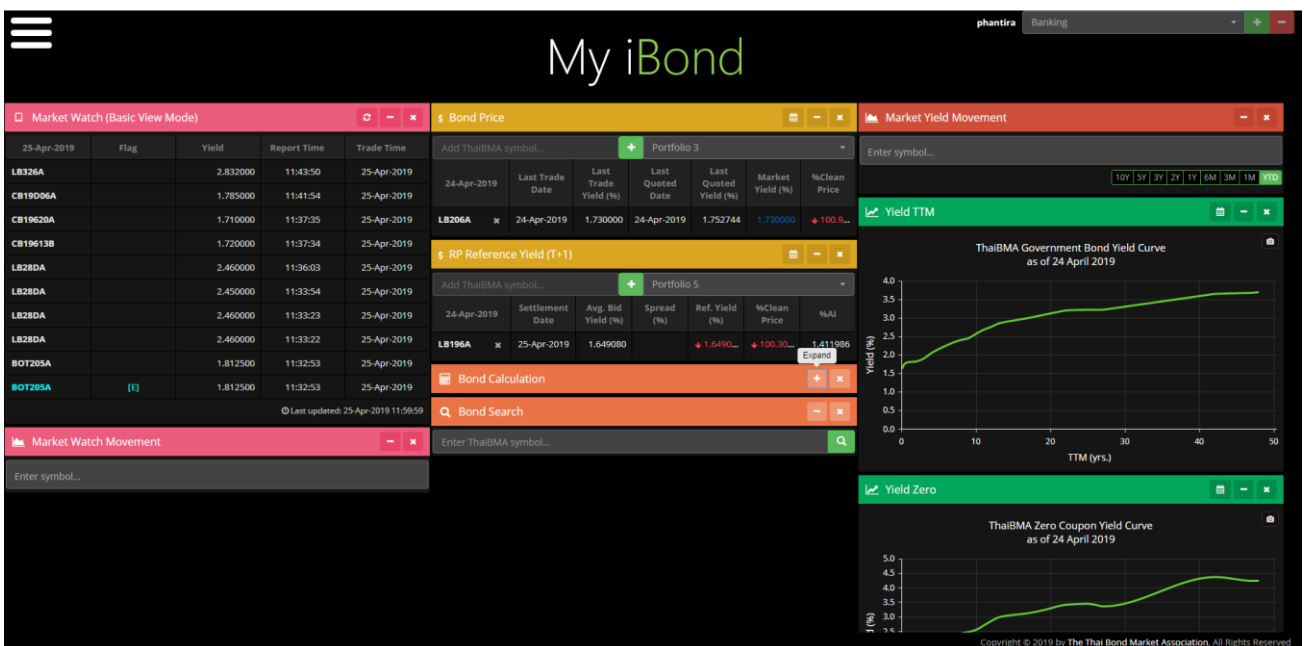 phantira Banking
My iBond
Market Watch (Basic View Mode)
25-Apr-2019 Flag Yield Report Time Trade Time
LB326A 2.832000 11:43:50 25-Apr-2019
CB19D06A 1.785000 11:41:54 25-Apr-2019
CB19620A 1.710000 11:37:35 25-Apr-2019
CB19613B 1.720000 11:37:34 25-Apr-2019
LB28DA 2.460000 11:36:03 25-Apr-2019
LB28DA 2.450000 11:33:54 25-Apr-2019
LB28DA 2.460000 11:33:23 25-Apr-2019
LB28DA 2.460000 11:33:22 25-Apr-2019
BOT205A 1.812500 11:32:53 25-Apr-2019
BOT205A [E] 1.812500 11:32:53 25-Apr-2019
Last updated: 25-Apr-2019 11:59:59
Market Watch Movement
Enter symbol...
$ Bond Price
Add ThaiBMA symbol... Portfolio 3
24-Apr-2019 Last Trade Date Last Trade Yield (%) Last Quoted Date Last Quoted Yield (%) Market Yield (%) %Clean Price
LB206A 24-Apr-2019 1.730000 24-Apr-2019 1.752744 1.730000 100.9...
$ RP Reference Yield (T+1)
Add ThaiBMA symbol... Portfolio 5
24-Apr-2019 Settlement Date Avg. Bid Yield (%) Spread (%) Ref. Yield (%) %Clean Price %AI
LB196A 25-Apr-2019 1.649080 1.6490... 100.30... 1.411986
Expand
Bond Calculation
Bond Search
Enter ThaiBMA symbol...
Market Yield Movement
Enter symbol...
10Y 5Y 3Y 2Y 1Y 6M 3M 1M YTD
Yield TTM
ThaiBMA Government Bond Yield Curve
as of 24 April 2019
Yield (%)
4.0
3.5
3.0
2.5
2.0
1.5
1.0
0.5
0.0
0 10 20 30 40 50
TTM (yrs.)
Yield Zero
ThaiBMA Zero Coupon Yield Curve
as of 24 April 2019
5.0
4.5
4.0
3.5
3.0
2.5
Copyright © 2019 by The Thai Bond Market Association. All Rights Reserved